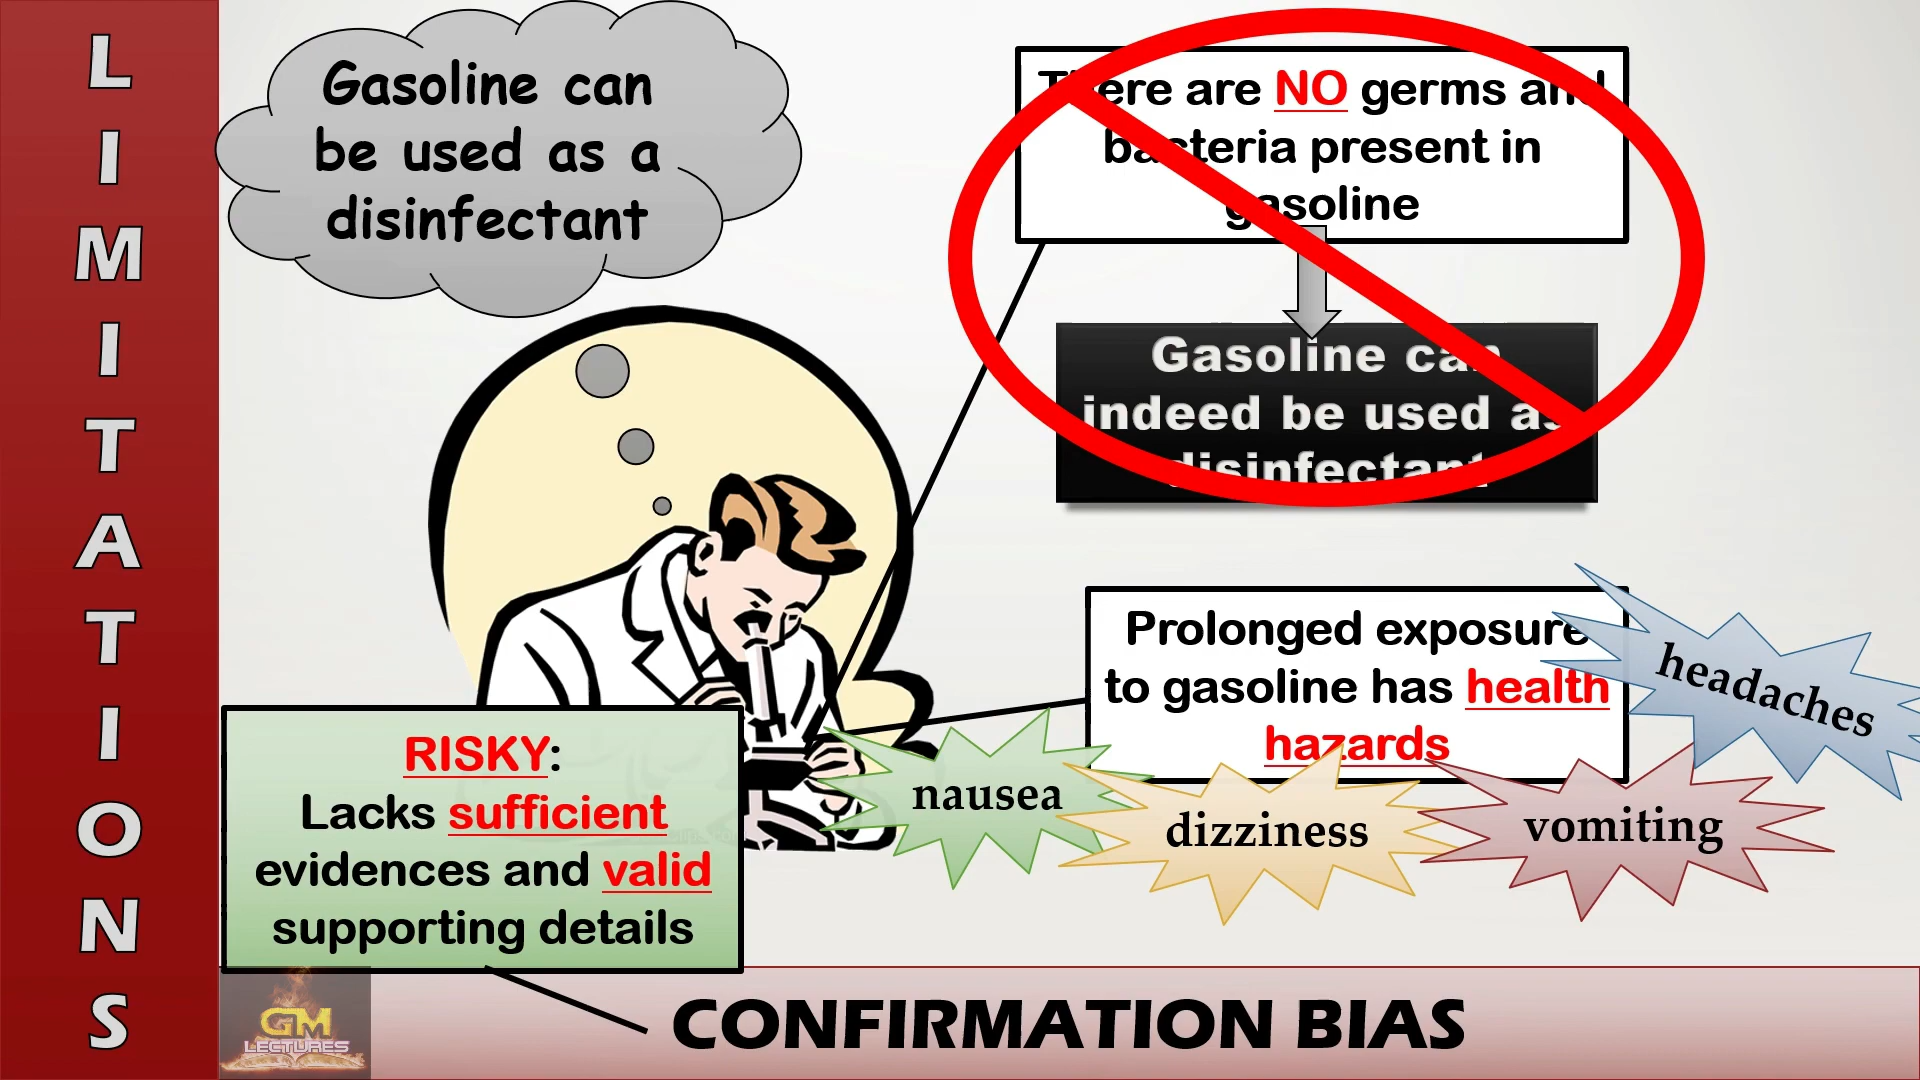 LIMITATIONS
Gasoline can
be used as a
disinfectant
There are NO germs and
bacteria present in
gasoline
Gasoline can
indeed be used as
disinfectant
Prolonged exposure
to gasoline has health
hazards
headaches
nausea
dizziness
vomiting
RISKY:
Lacks sufficient
evidences and valid
supporting details
GM
LECTURES
CONFIRMATION BIAS